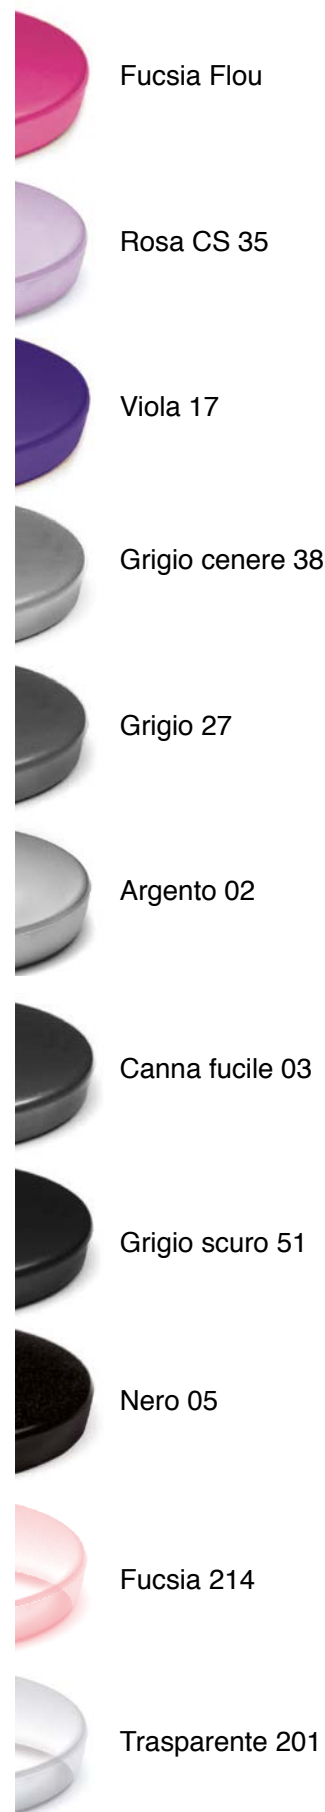 Fucsia Flou
Rosa CS 35
Viola 17
Grigio cenere 38
Grigio 27
Argento 02
Canna fucile 03
Grigio scuro 51
Nero 05
Fucsia 214
Trasparente 201